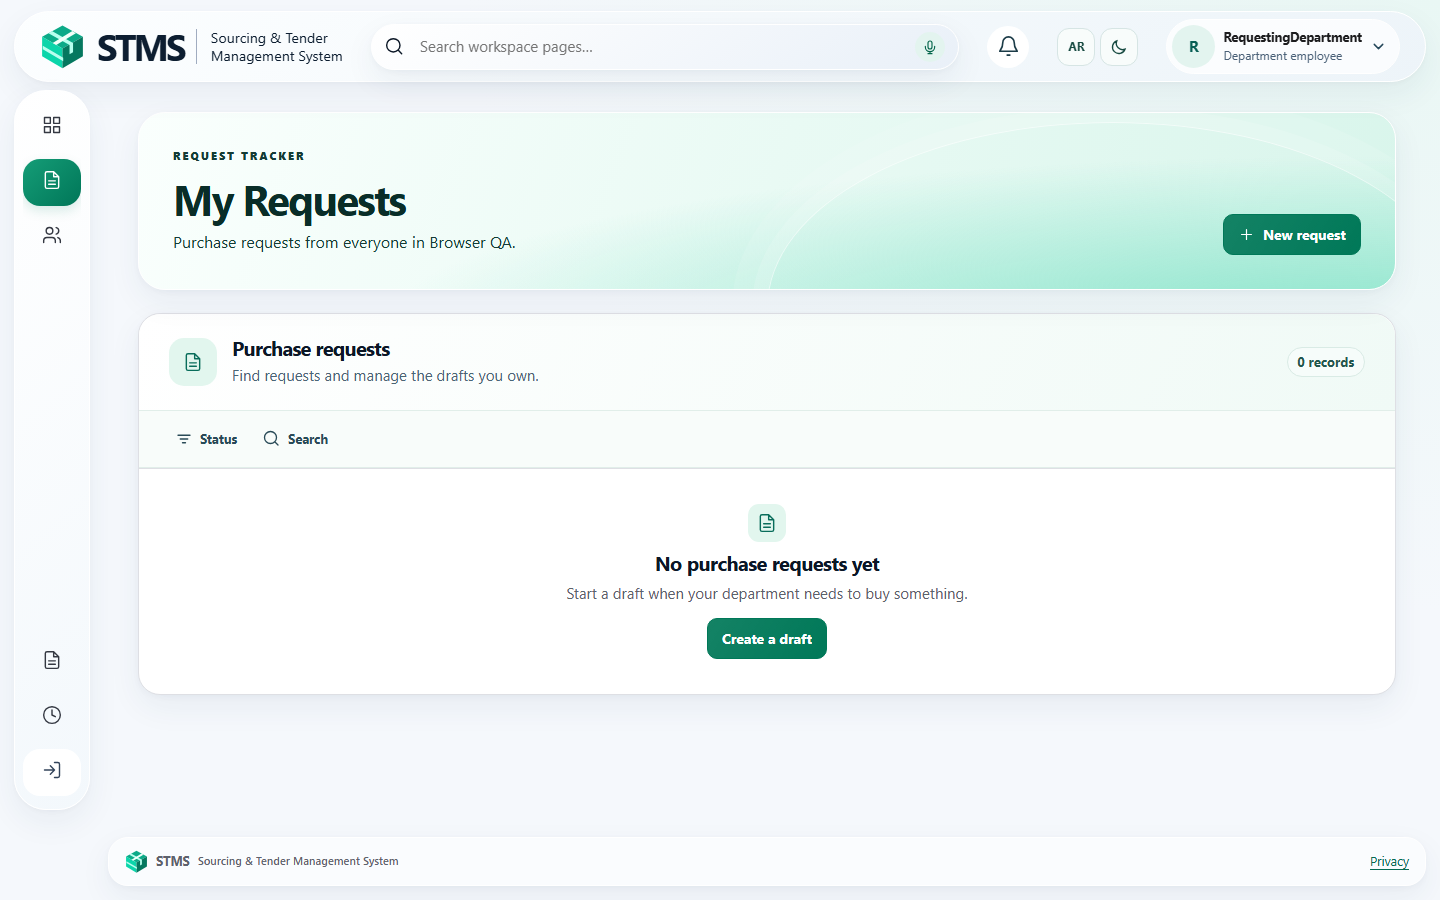 STMS
Sourcing & Tender
Management System
Search workspace pages...
AR
R
RequestingDepartment
Department employee
REQUEST TRACKER
My Requests
Purchase requests from everyone in Browser QA.
New request
Purchase requests
Find requests and manage the drafts you own.
0 records
Status
Search
No purchase requests yet
Start a draft when your department needs to buy something.
Create a draft
STMS
Sourcing & Tender Management System
Privacy